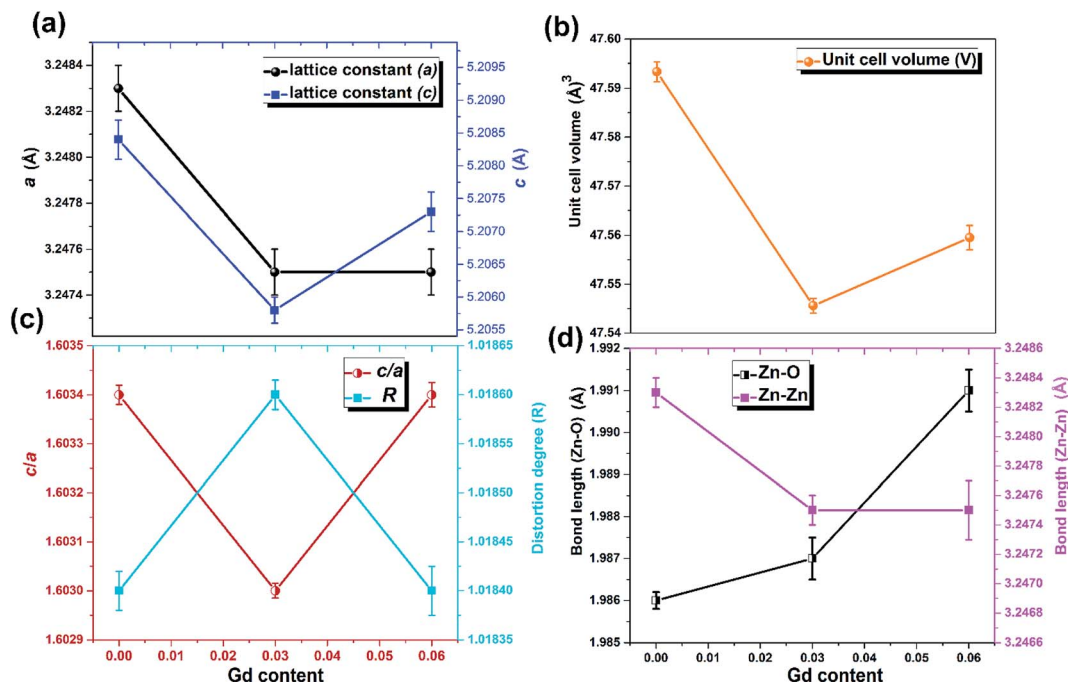 (a)
lattice constant (a)
lattice constant (c)
a (Å)
3.2484
3.2482
3.2480
3.2478
3.2476
3.2474
c (Å)
5.2095
5.2090
5.2085
5.2080
5.2075
5.2070
5.2065
5.2060
5.2055
(b)
Unit cell volume (V)
Unit cell volume (Å)3
47.60
47.59
47.58
47.57
47.56
47.55
47.54
(c)
c/a
R
c/a
1.6035
1.6034
1.6033
1.6032
1.6031
1.6030
1.6029
Distortion degree (R)
1.01865
1.01860
1.01855
1.01850
1.01845
1.01840
1.01835
0.00 0.01 0.02 0.03 0.04 0.05 0.06
Gd content
(d)
Zn-O
Zn-Zn
Bond length (Zn-O) (Å)
1.992
1.991
1.990
1.989
1.988
1.987
1.986
1.985
Bond length (Zn-Zn) (Å)
3.2486
3.2484
3.2482
3.2480
3.2478
3.2476
3.2474
3.2472
3.2470
3.2468
3.2466
0.00 0.01 0.02 0.03 0.04 0.05 0.06
Gd content